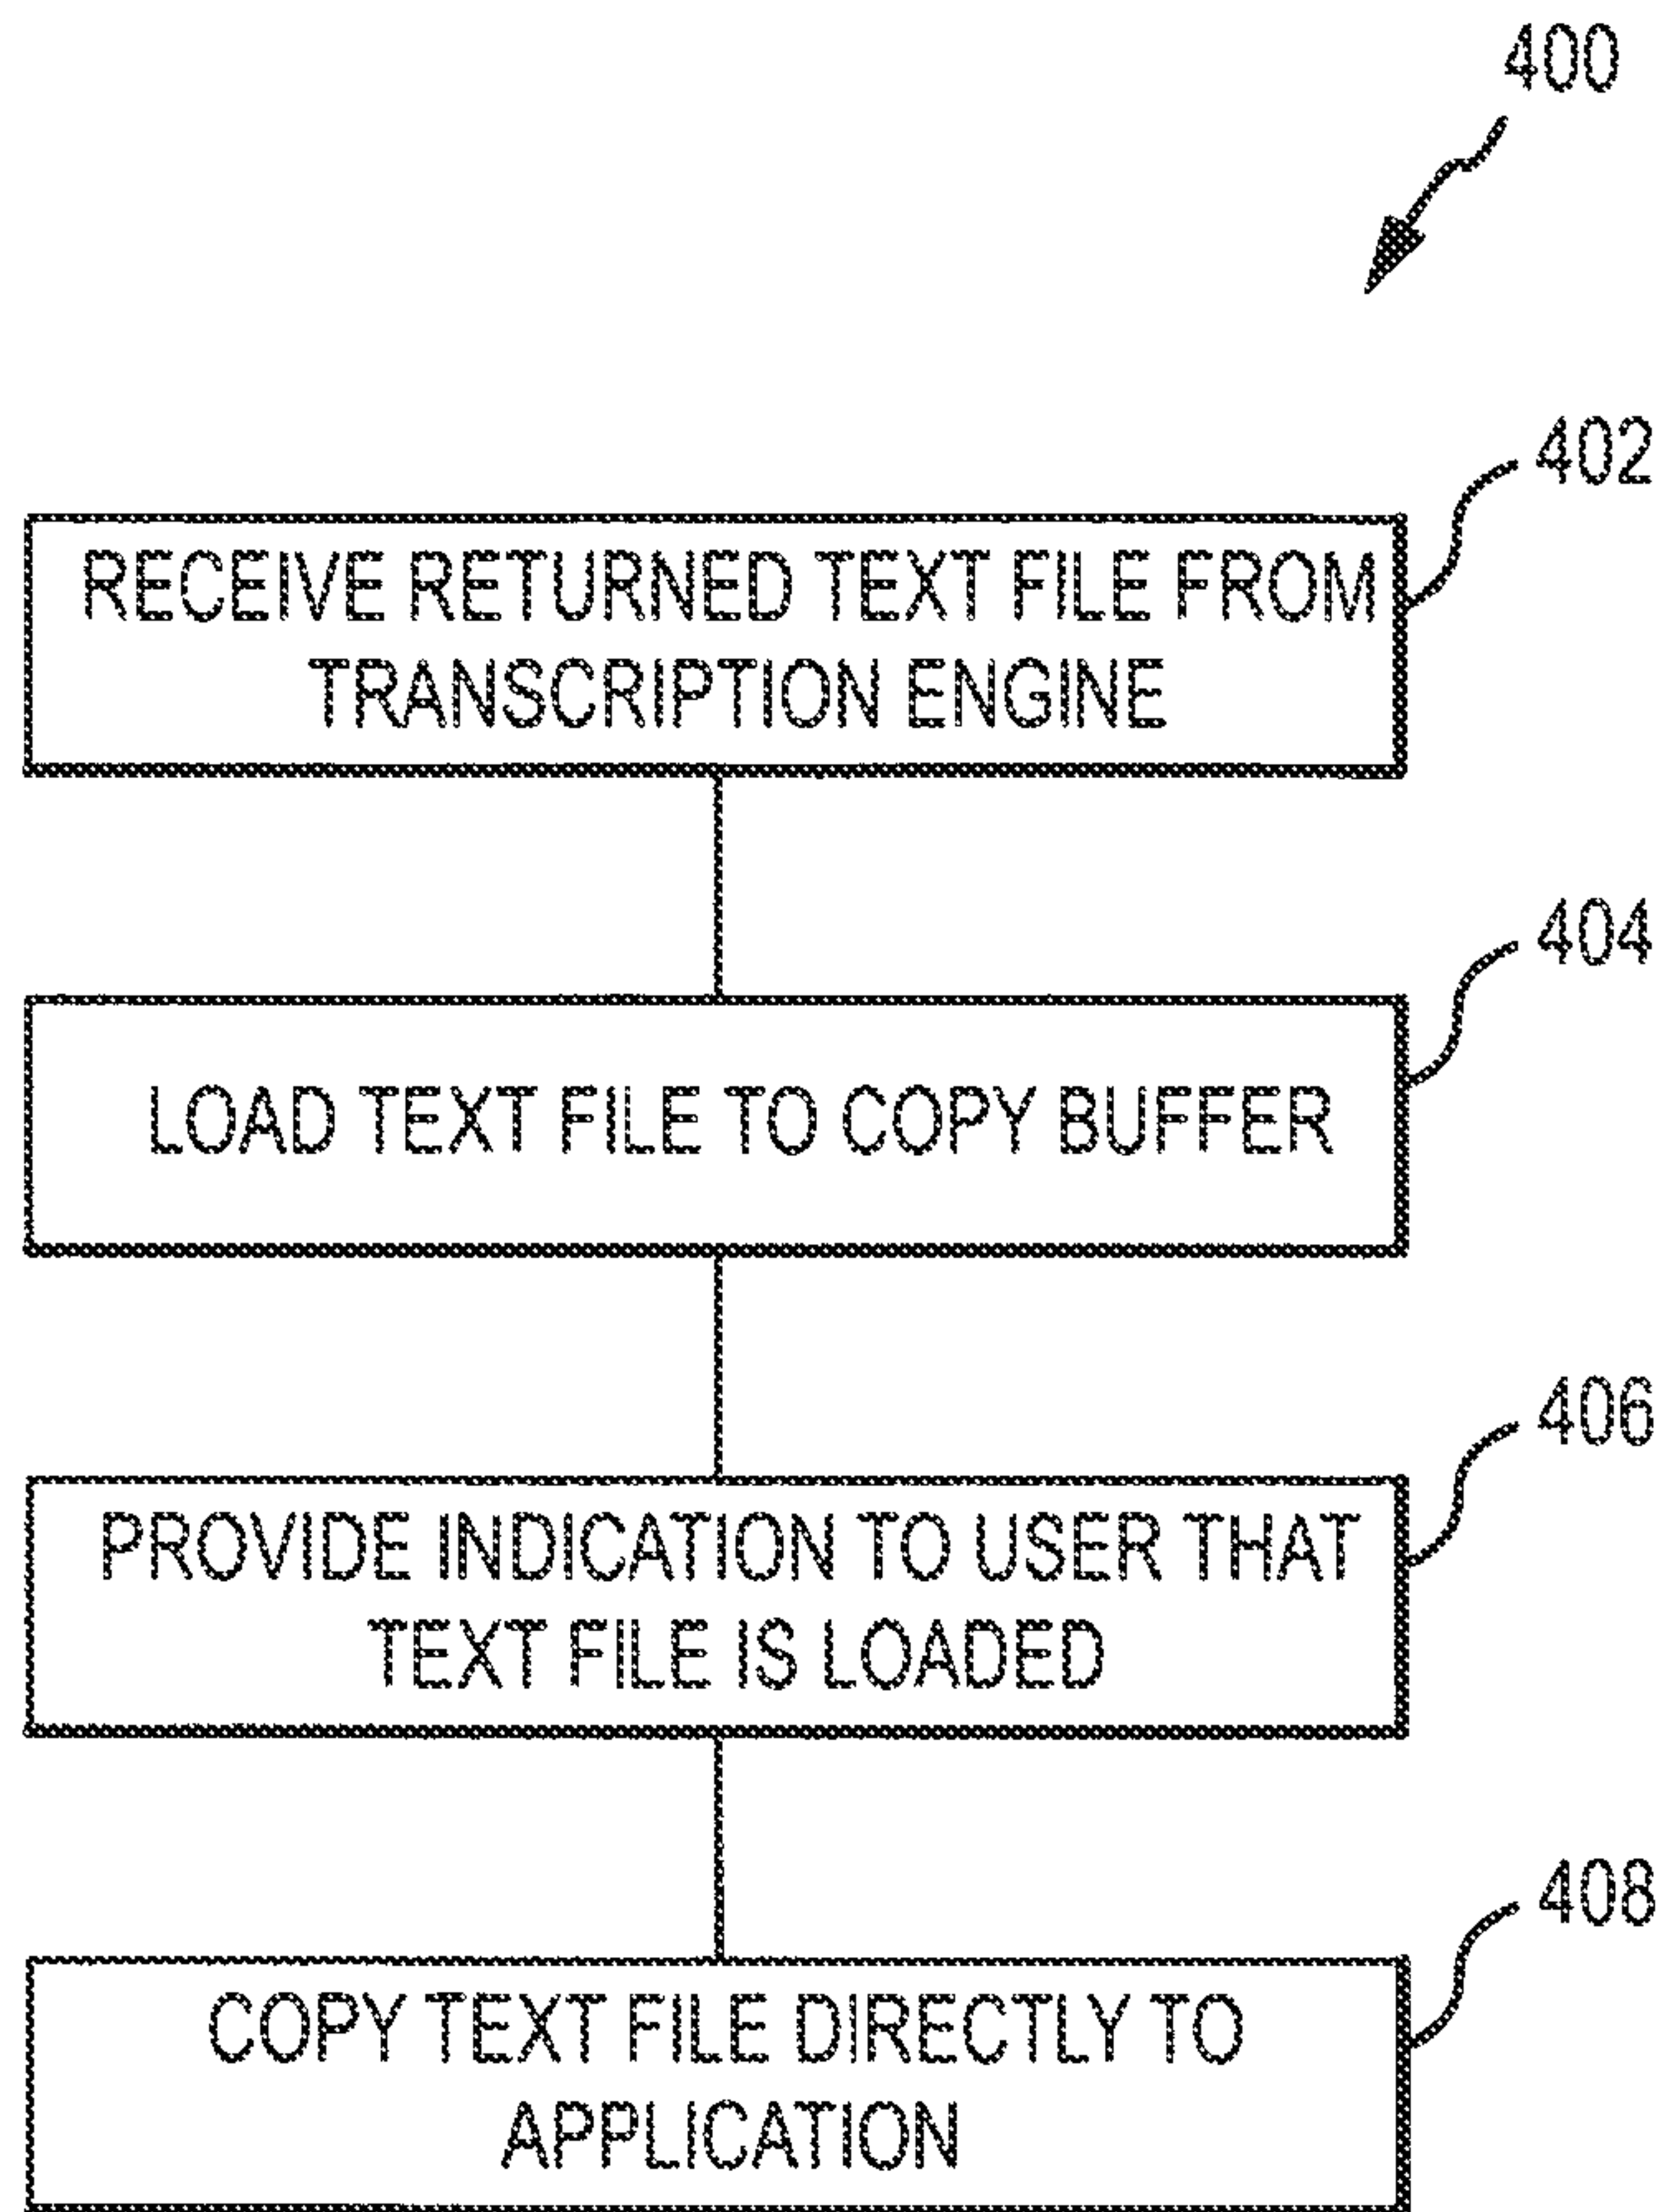 400
402
RECEIVE RETURNED TEXT FILE FROM
TRANSCRIPTION ENGINE
404
LOAD TEXT FILE TO COPY BUFFER
406
PROVIDE INDICATION TO USER THAT
TEXT FILE IS LOADED
408
COPY TEXT FILE DIRECTLY TO
APPLICATION